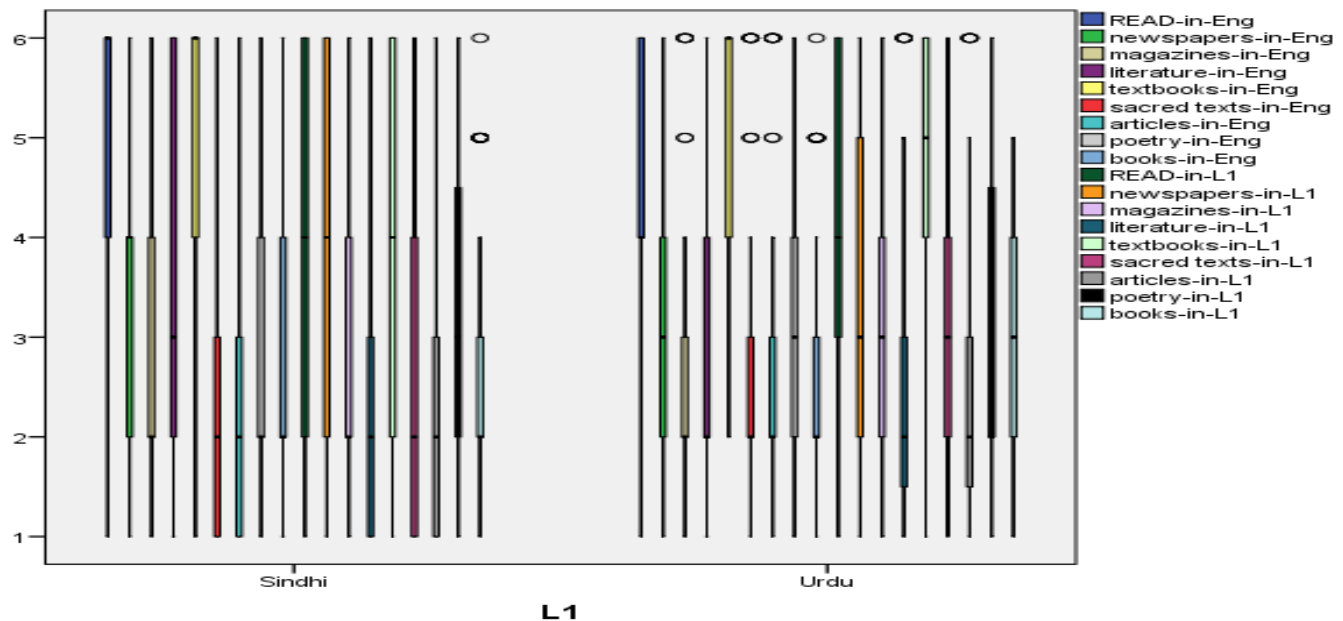 6
5
4
3
2
1
Sindhi
Urdu
L1
READ-in-Eng
newspapers-in-Eng
magazines-in-Eng
literature-in-Eng
textbooks-in-Eng
sacred texts-in-Eng
articles-in-Eng
poetry-in-Eng
books-in-Eng
READ-in-L1
newspapers-in-L1
magazines-in-L1
literature-in-L1
textbooks-in-L1
sacred texts-in-L1
articles-in-L1
poetry-in-L1
books-in-L1